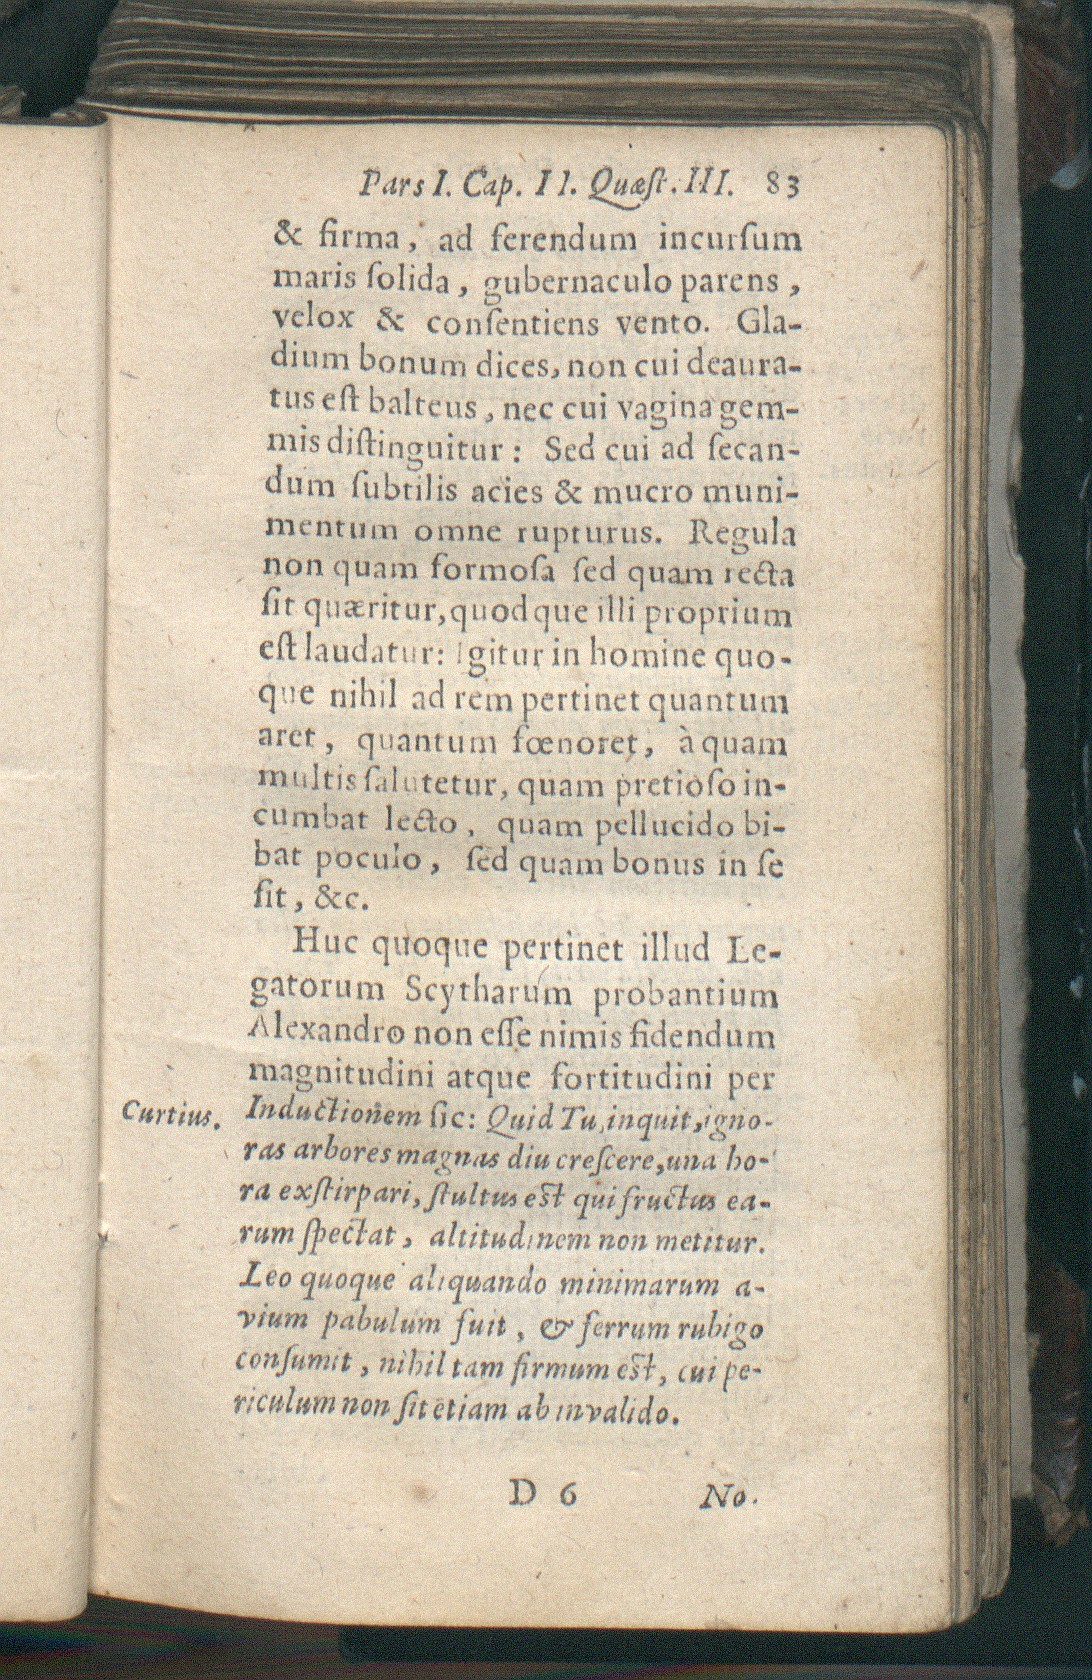 Pars I. Cap. II. Quæſt. III. 83
& firma, ad ferendum incurſum
maris ſolida, gubernaculo parens,
velox & conſentiens vento. Gla-
dium bonum dices, non cui deaura-
tus eſt balteus, nec cui vagina gem-
mis diſtinguitur: Sed cui ad ſecan-
dum ſubtilis acies & mucro muni-
mentum omne rupturus. Regula
non quam formoſa ſed quam recta
ſit quæritur, quodque illi proprium
eſt laudatur: Igitur in homine quo-
que nihil ad rem pertinet quantum
aret, quantum fœnoret, à quam
multis ſalutetur, quam pretioſo in-
cumbat lecto, quam pellucido bi-
bat poculo, ſed quam bonus in ſe
ſit, &c.
Huc quoque pertinet illud Le-
gatorum Scytharum probantium
Alexandro non eſſe nimis fidendum
magnitudini atque fortitudini per
Curtius. Inductionem ſic: Quid Tu, inquit, igno-
ras arbores magnas diu creſcere, una ho-
ra exſtirpari, ſtultus eſt qui fructus ea-
rum ſpectat, altitudinem non metitur.
Leo quoque aliquando minimarum a-
vium pabulum fuit, & ferrum rubigo
conſumit, nihil tam firmum eſt, cui pe-
riculum non ſit etiam ab invalido.
D 6 No.